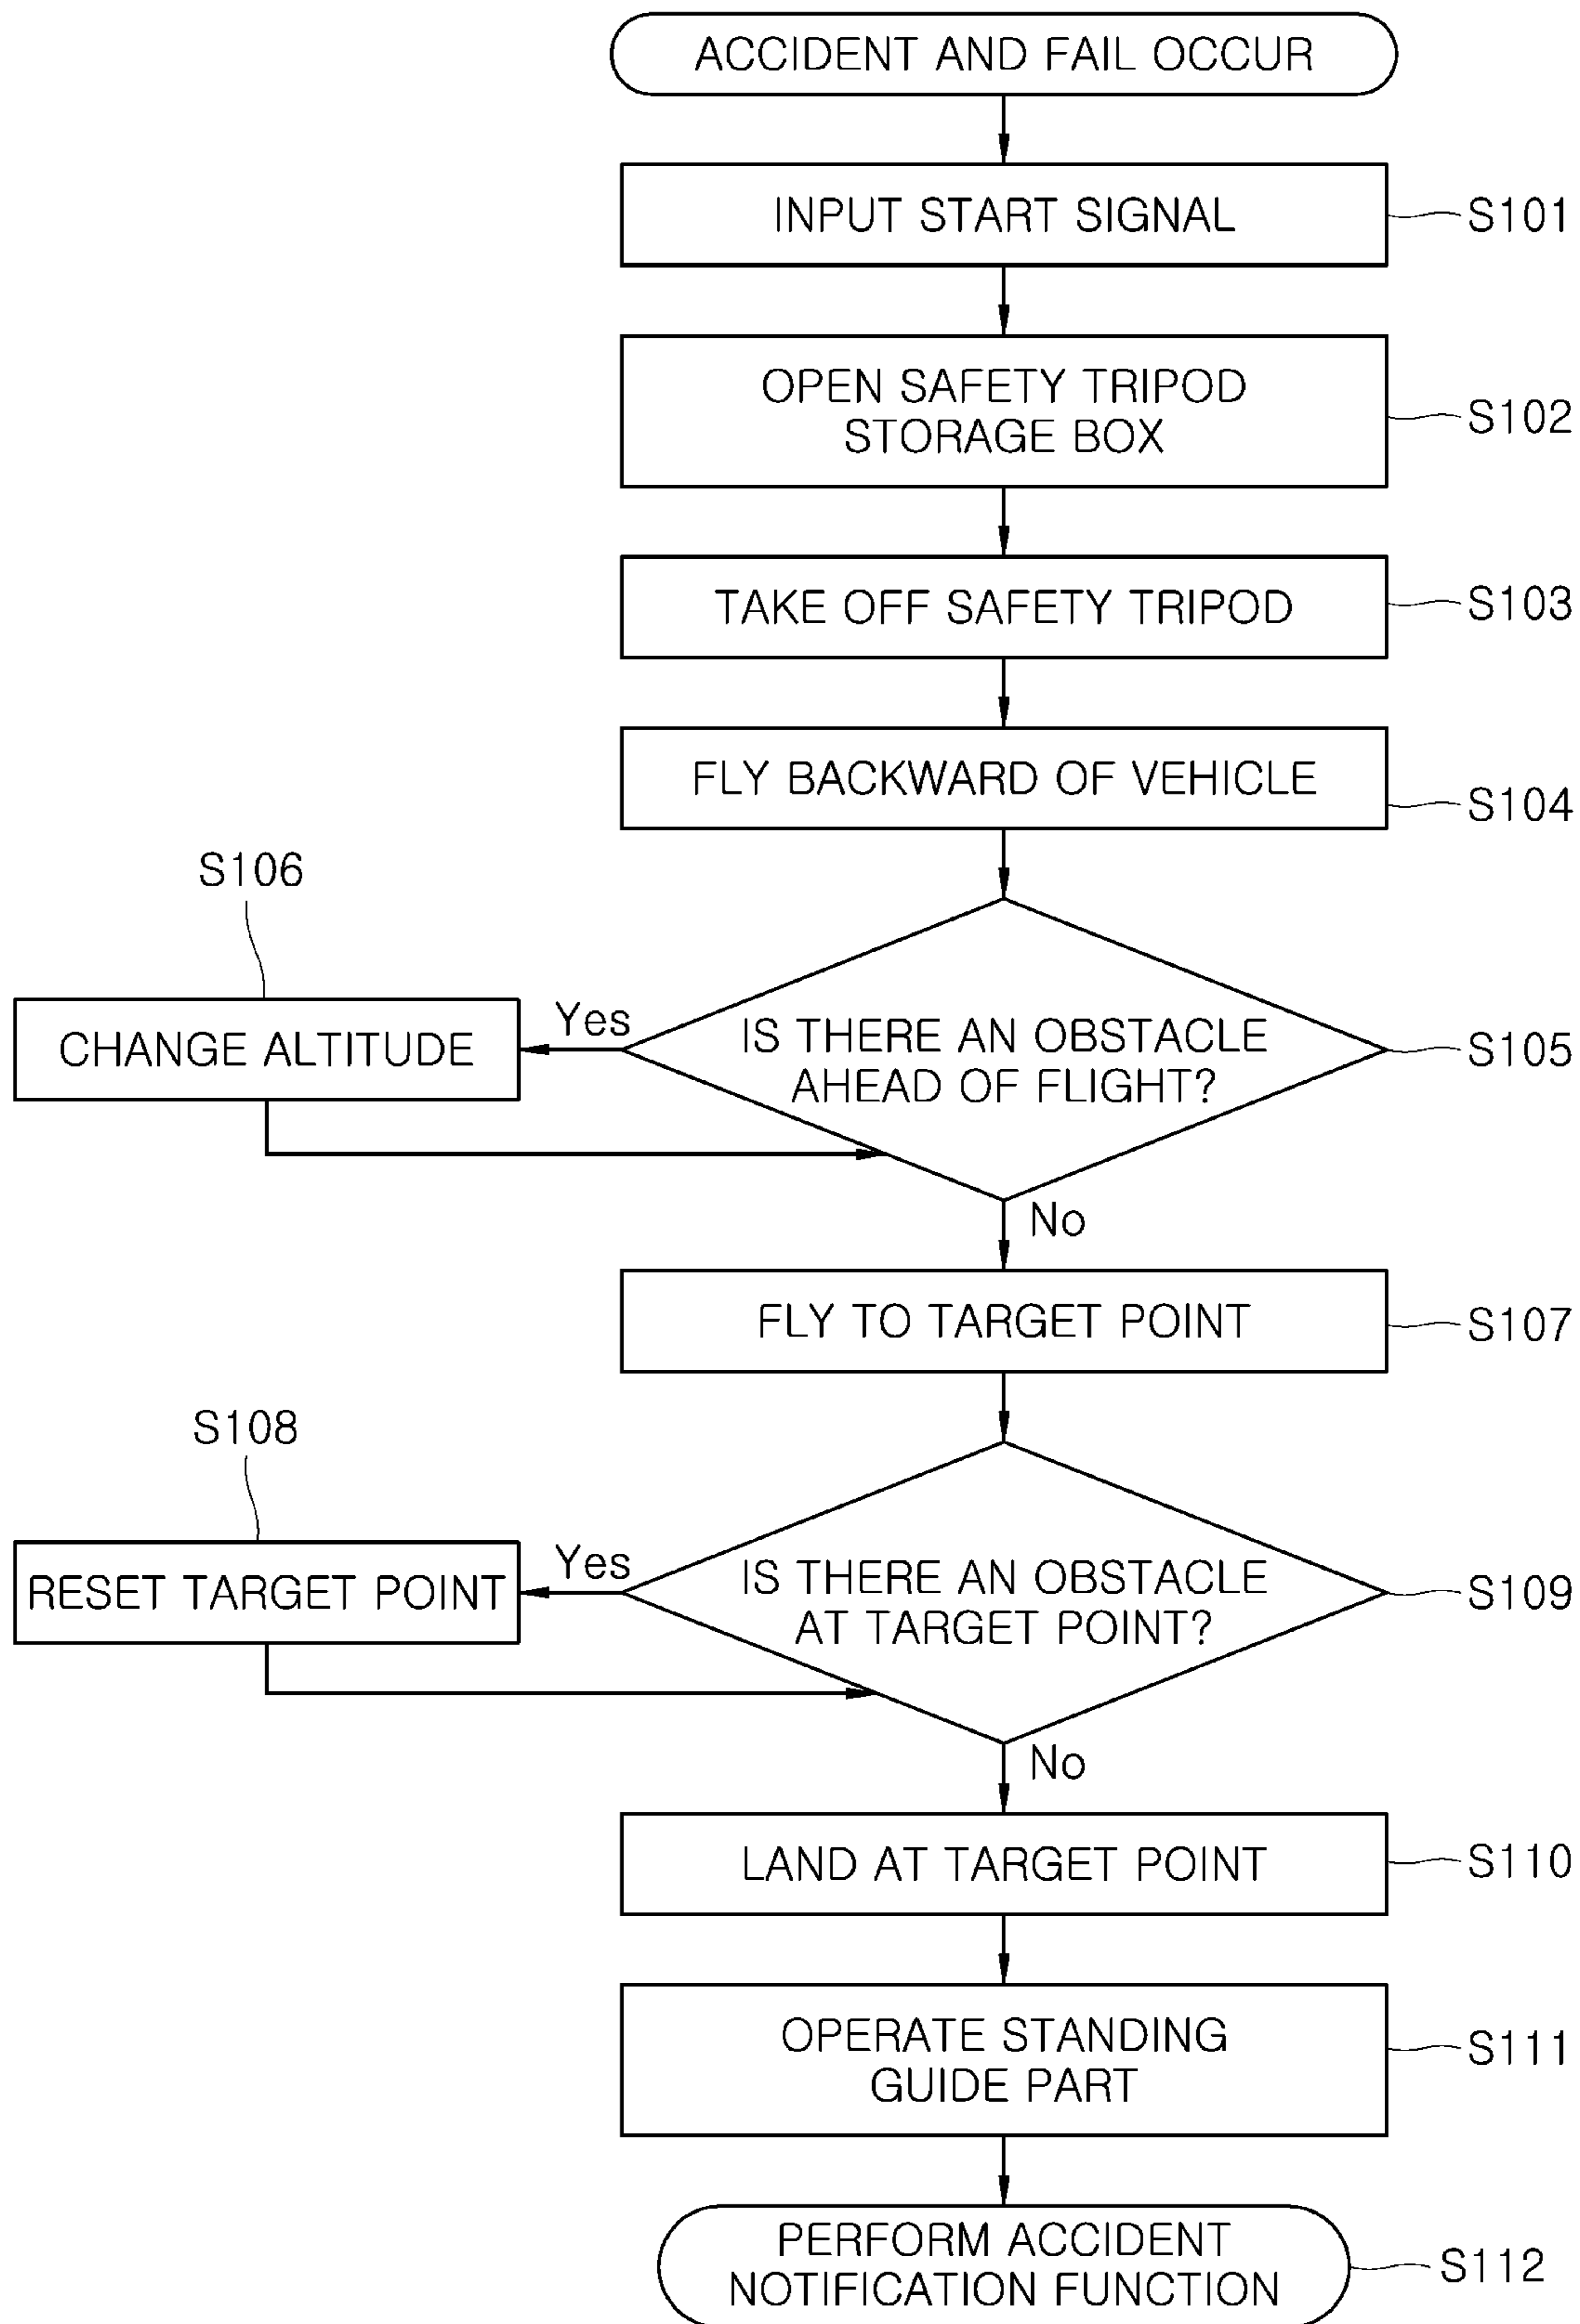 ACCIDENT AND FAIL OCCUR
INPUT START SIGNAL
S101
OPEN SAFETY TRIPOD
STORAGE BOX
S102
TAKE OFF SAFETY TRIPOD
S103
FLY BACKWARD OF VEHICLE
S104
S106
CHANGE ALTITUDE
Yes
IS THERE AN OBSTACLE
AHEAD OF FLIGHT?
S105
No
FLY TO TARGET POINT
S107
S108
RESET TARGET POINT
Yes
IS THERE AN OBSTACLE
AT TARGET POINT?
S109
No
LAND AT TARGET POINT
S110
OPERATE STANDING
GUIDE PART
S111
PERFORM ACCIDENT
NOTIFICATION FUNCTION
S112